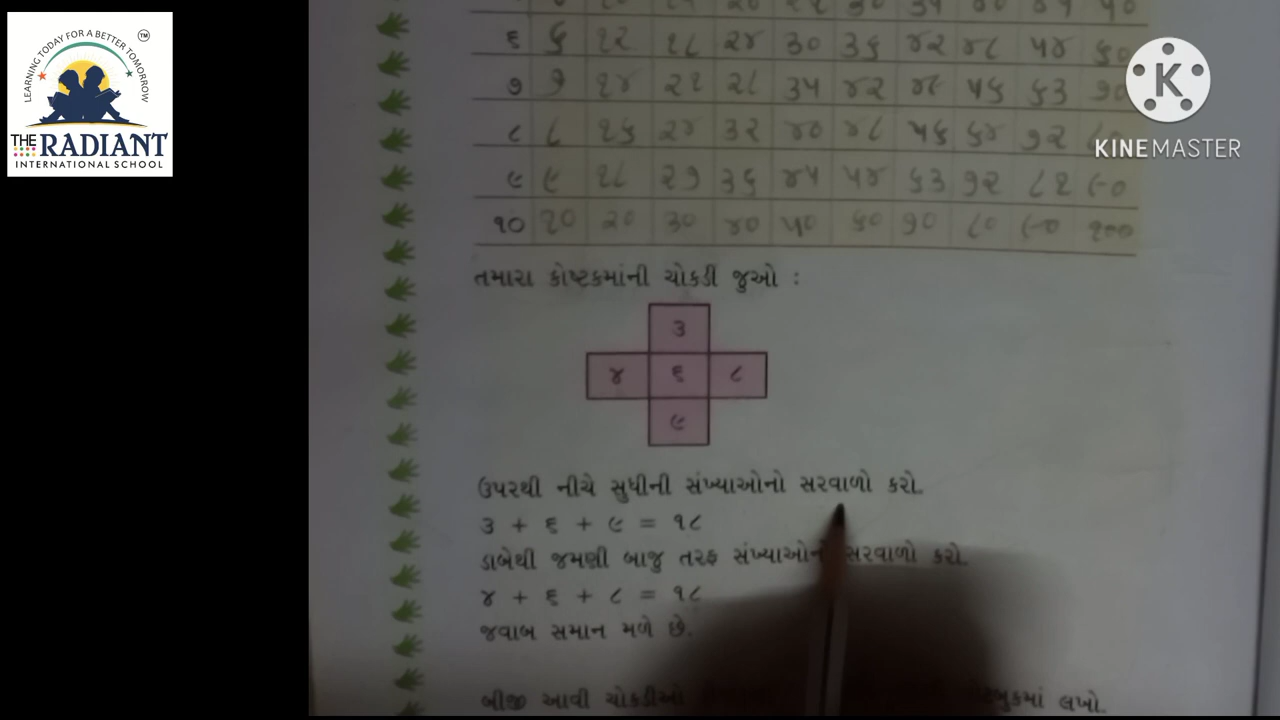 LEARNING TODAY FOR A BETTER TOMORROW
TM
THE RADIANT
INTERNATIONAL SCHOOL
K
KINEMASTER
૬ ૬ ૧૨ ૧૮ ૨૪ ૩૦ ૩૬ ૪૨ ૪૮ ૫૪ ૬૦
૭ ૭ ૧૪ ૨૧ ૨૮ ૩૫ ૪૨ ૪૯ ૫૬ ૬૩ ૭૦
૮ ૮ ૧૬ ૨૪ ૩૨ ૪૦ ૪૮ ૫૬ ૬૪ ૭૨
૯ ૯ ૧૮ ૨૭ ૩૬ ૪૫ ૫૪ ૬૩ ૭૨ ૮૧ ૯૦
૧૦ ૧૦ ૨૦ ૩૦ ૪૦ ૫૦ ૬૦ ૭૦ ૮૦ ૯૦ ૧૦૦
તમારા કોષ્ટકમાંની ચોકડી જુઓ :
૩
૪ ૬ ૮
૯
ઉપરથી નીચે સુધીની સંખ્યાઓનો સરવાળો કરો.
૩ + ૬ + ૯ = ૧૮
ડાબેથી જમણી બાજુ તરફ સંખ્યાઓનો સરવાળો કરો.
૪ + ૬ + ૮ = ૧૮
જવાબ સમાન મળે છે.
બીજી આવી ચોકડીઓ લખો.